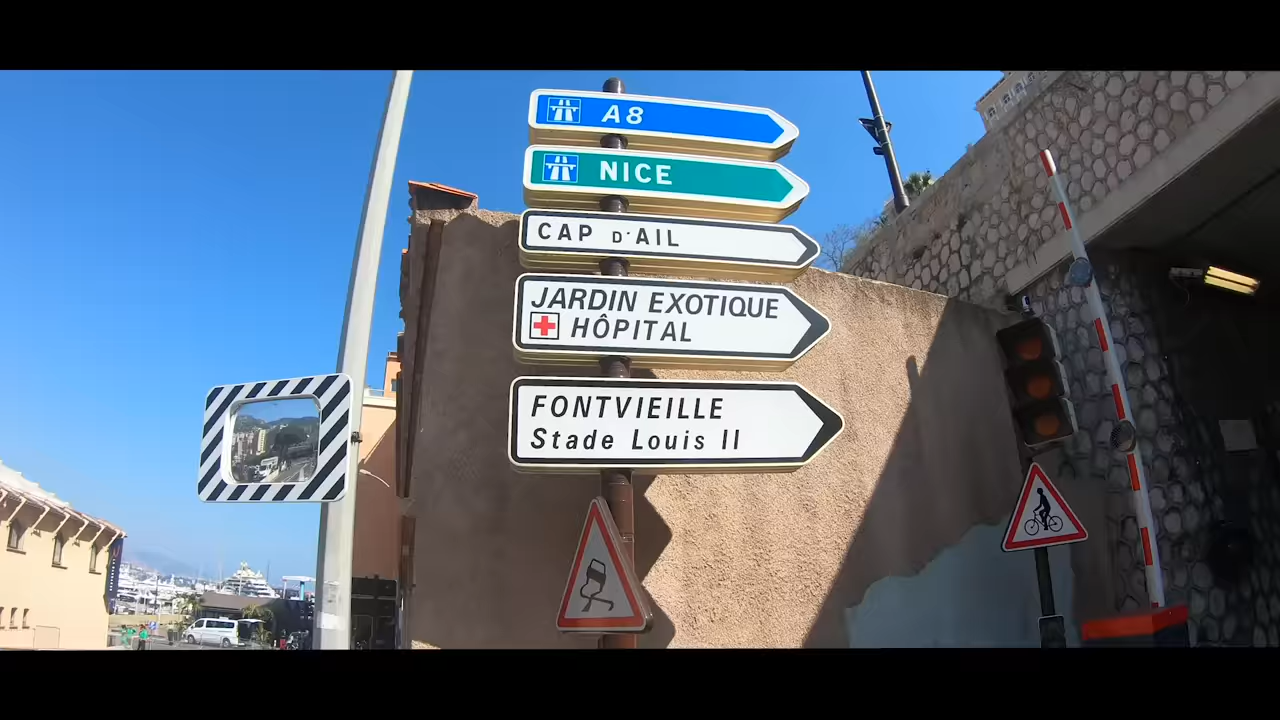 A8
NICE
CAP D'AIL
JARDIN EXOTIQUE
HÔPITAL
FONTVIEILLE
Stade Louis II